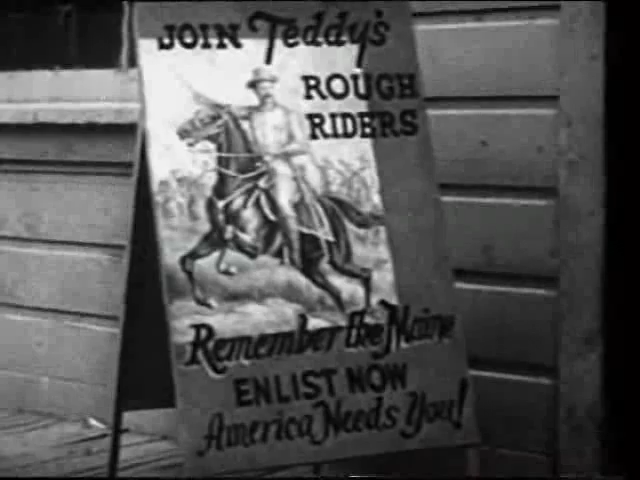 JOIN Teddy's
ROUGH
RIDERS
Remember the Maine
ENLIST NOW
America Needs You!